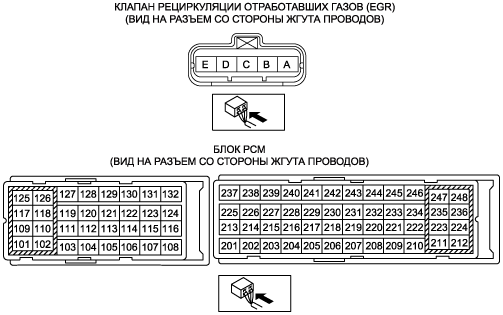 КЛАПАН РЕЦИРКУЛЯЦИИ ОТРАБОТАВШИХ ГАЗОВ (EGR)
(ВИД НА РАЗЪЕМ СО СТОРОНЫ ЖГУТА ПРОВОДОВ)
E D C B A
БЛОК PCM
(ВИД НА РАЗЪЕМ СО СТОРОНЫ ЖГУТА ПРОВОДОВ)
125 126 127 128 129 130 131 132
117 118 119 120 121 122 123 124
109 110 111 112 113 114 115 116
101 102 103 104 105 106 107 108
237 238 239 240 241 242 243 244 245 246 247 248
225 226 227 228 229 230 231 232 233 234 235 236
213 214 215 216 217 218 219 220 221 222 223 224
201 202 203 204 205 206 207 208 209 210 211 212